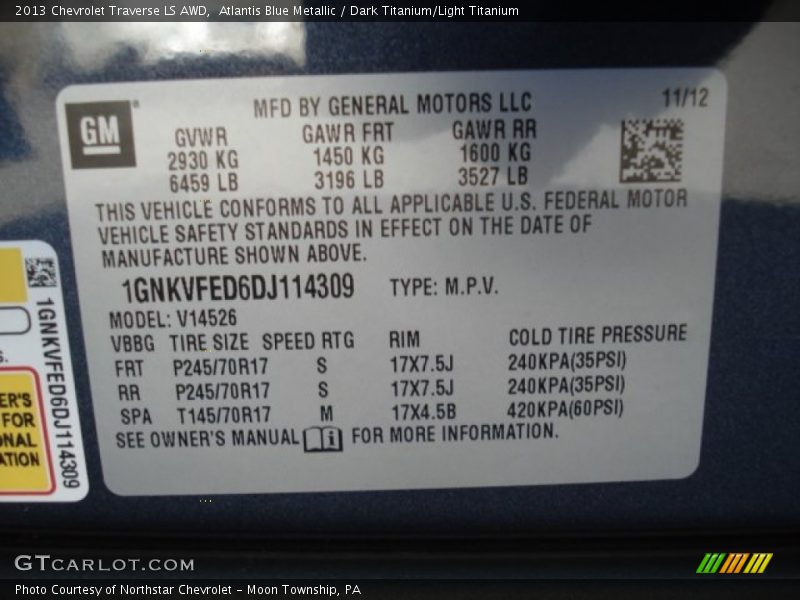 2013 Chevrolet Traverse LS AWD, Atlantis Blue Metallic / Dark Titanium/Light Titanium
GM
MFD BY GENERAL MOTORS LLC 11/12
GVWR GAWR FRT GAWR RR
2930 KG 1450 KG 1600 KG
6459 LB 3196 LB 3527 LB
THIS VEHICLE CONFORMS TO ALL APPLICABLE U.S. FEDERAL MOTOR
VEHICLE SAFETY STANDARDS IN EFFECT ON THE DATE OF
MANUFACTURE SHOWN ABOVE.
1GNKVFED6DJ114309 TYPE: M.P.V.
MODEL: V14526
VBBG TIRE SIZE SPEED RTG RIM COLD TIRE PRESSURE
FRT P245/70R17 S 17X7.5J 240KPA(35PSI)
RR P245/70R17 S 17X7.5J 240KPA(35PSI)
SPA T145/70R17 M 17X4.5B 420KPA(60PSI)
SEE OWNER'S MANUAL FOR MORE INFORMATION.
1GNKVFED6DJ114309
S.
ER'S
FOR
ONAL
ATION
GTCARLOT.COM
Photo Courtesy of Northstar Chevrolet - Moon Township, PA